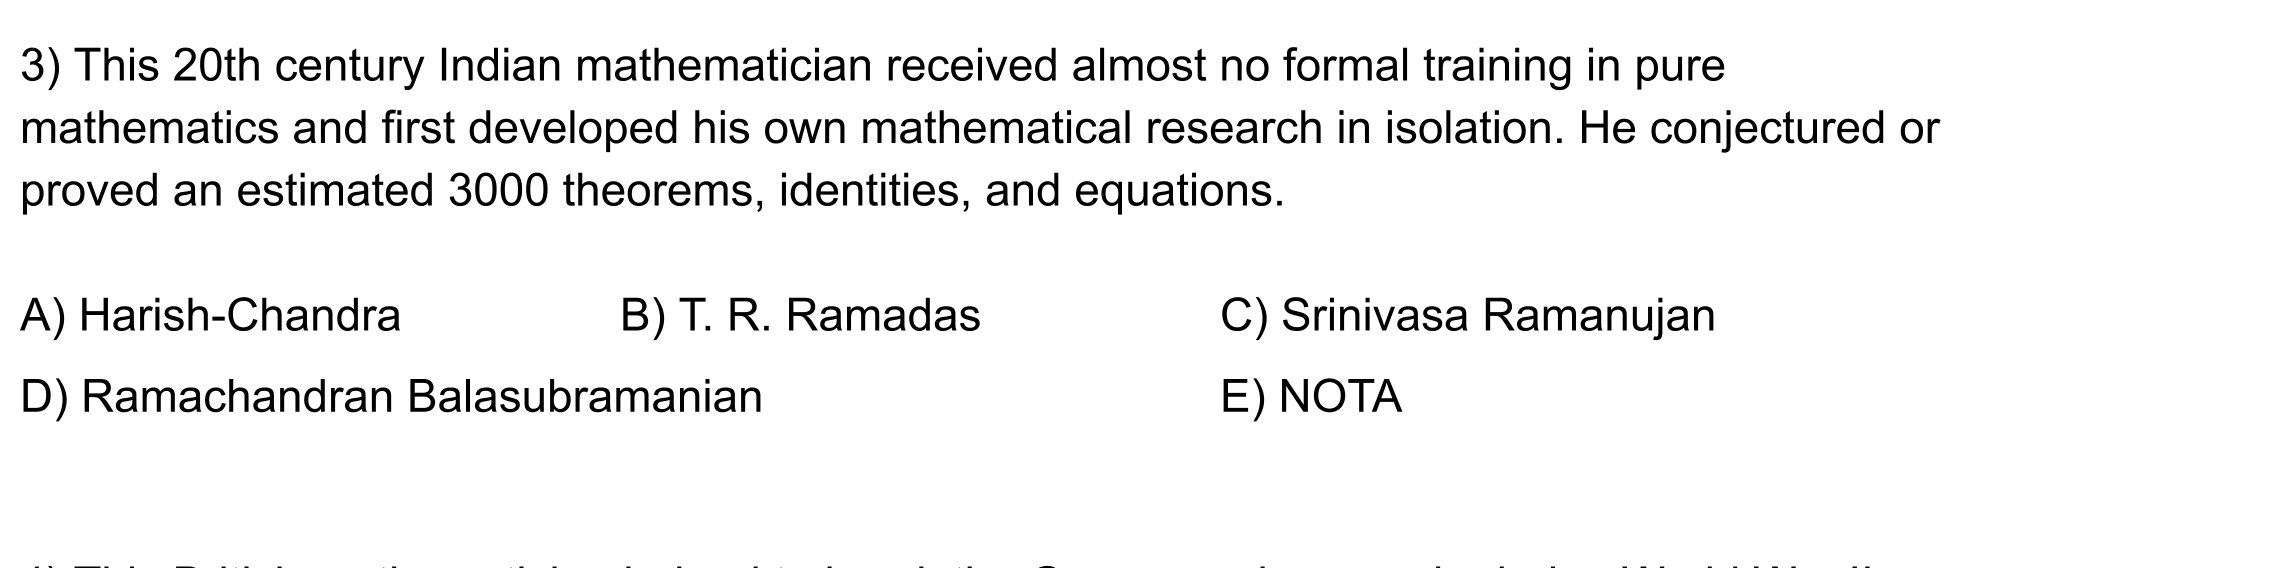 3) This 20th century Indian mathematician received almost no formal training in pure
mathematics and first developed his own mathematical research in isolation. He conjectured or
proved an estimated 3000 theorems, identities, and equations.
A) Harish-Chandra B) T. R. Ramadas C) Srinivasa Ramanujan
D) Ramachandran Balasubramanian E) NOTA